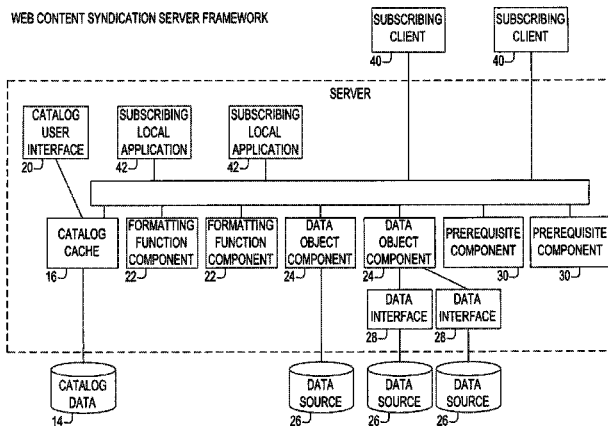 WEB CONTENT SYNDICATION SERVER FRAMEWORK
SUBSCRIBING
CLIENT
40
SUBSCRIBING
CLIENT
40
SERVER
CATALOG
USER
INTERFACE
20
SUBSCRIBING
LOCAL
APPLICATION
42
SUBSCRIBING
LOCAL
APPLICATION
42
CATALOG
CACHE
16
FORMATTING
FUNCTION
COMPONENT
22
FORMATTING
FUNCTION
COMPONENT
22
DATA
OBJECT
COMPONENT
24
DATA
OBJECT
COMPONENT
24
PREREQUISITE
COMPONENT
30
PREREQUISITE
COMPONENT
30
DATA
INTERFACE
28
DATA
INTERFACE
28
CATALOG
DATA
14
DATA
SOURCE
26
DATA
SOURCE
26
DATA
SOURCE
26